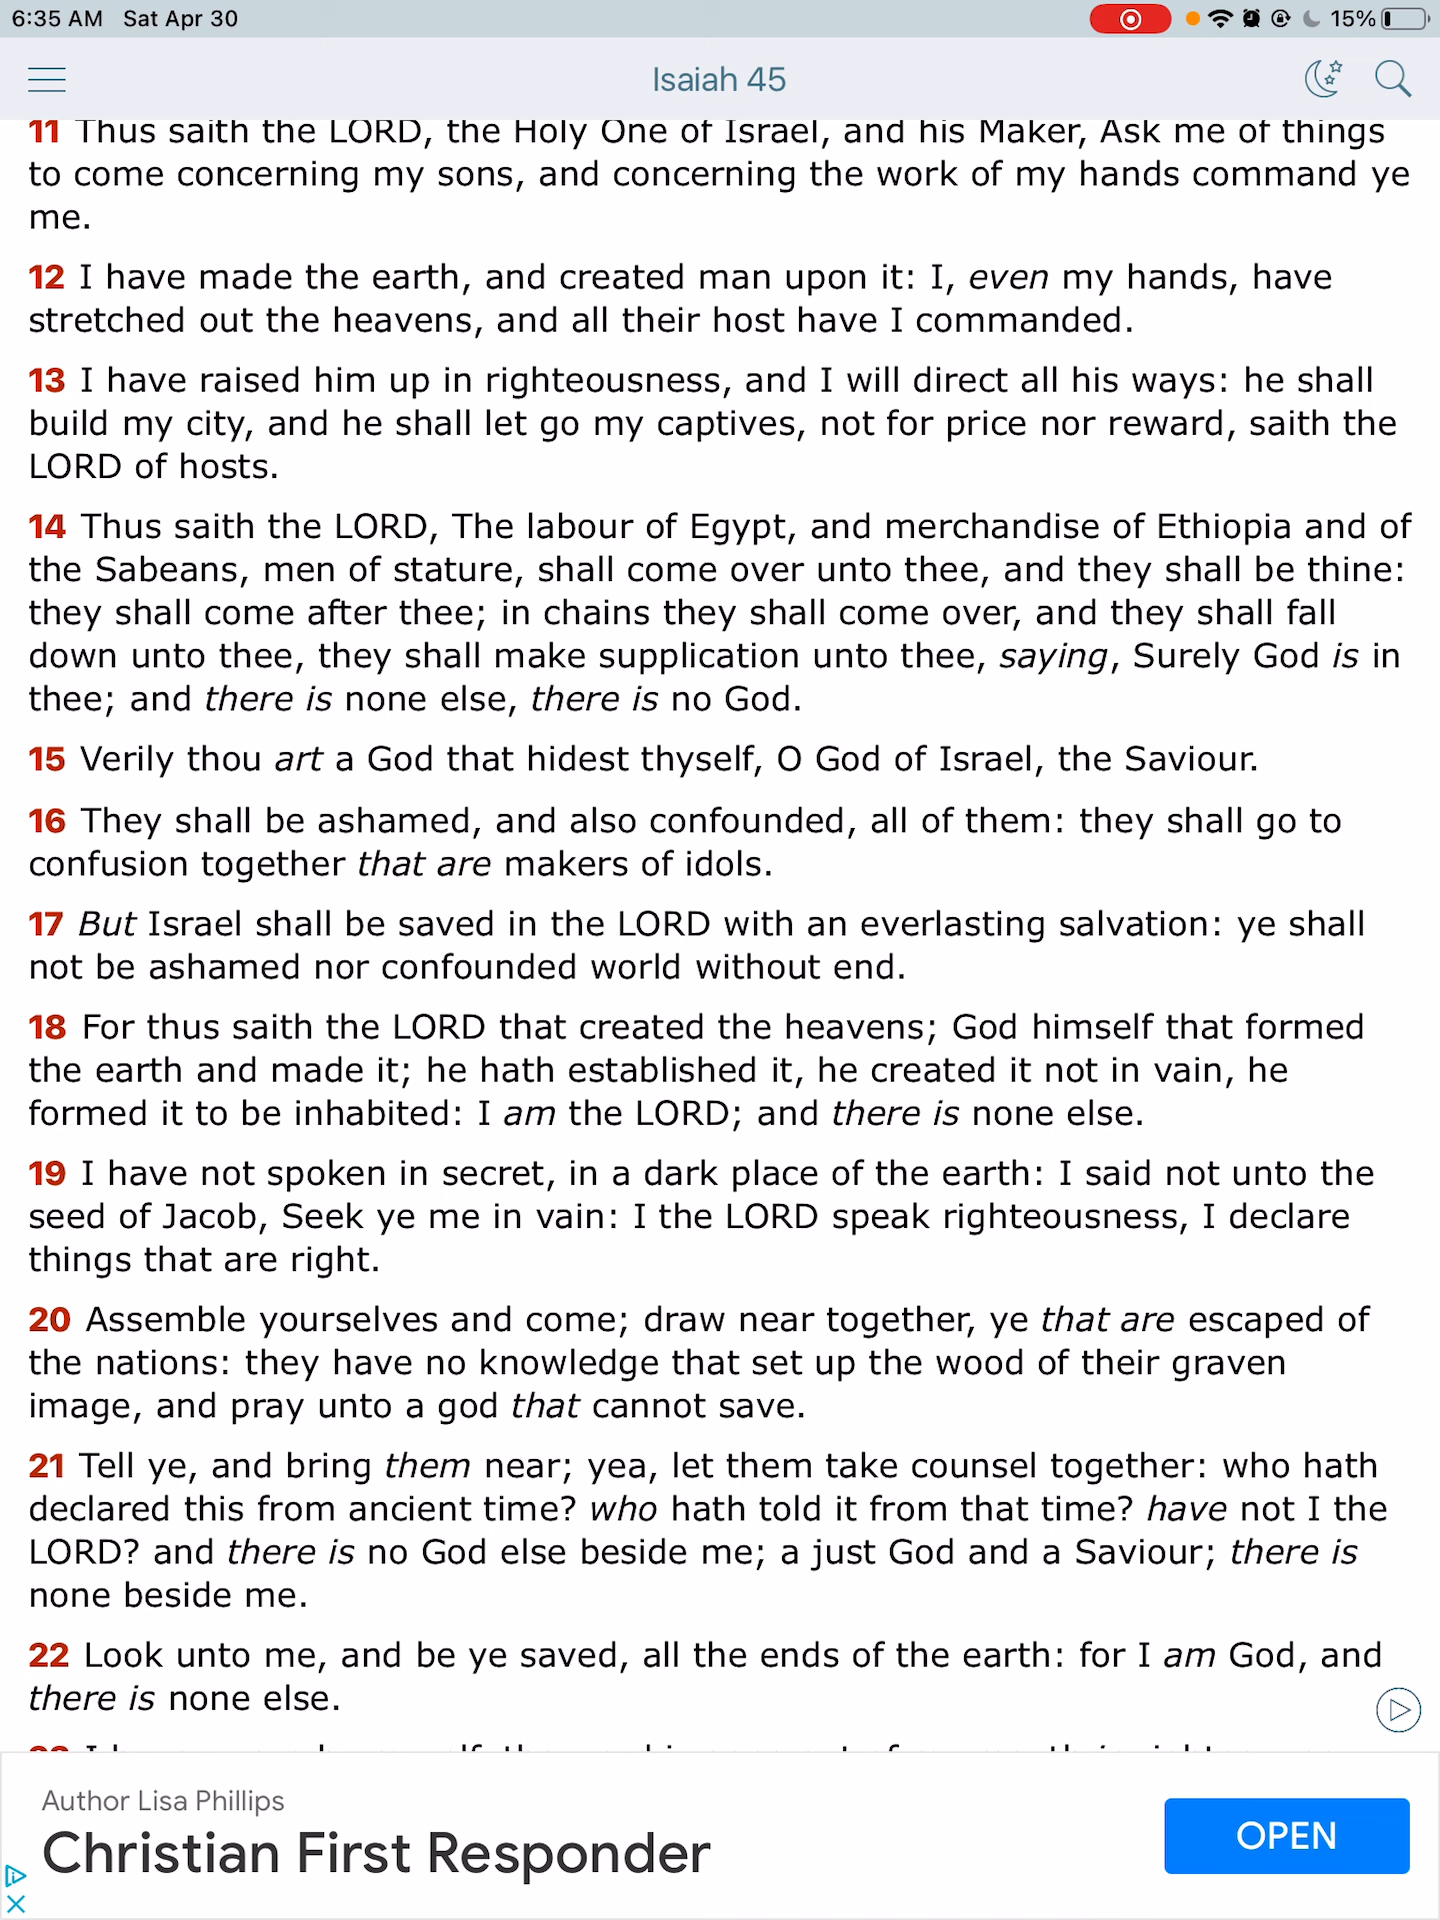 6:35 AM Sat Apr 30
15%
Isaiah 45
11 Thus saith the LORD, the Holy One of Israel, and his Maker, Ask me of things
to come concerning my sons, and concerning the work of my hands command ye
me.
12 I have made the earth, and created man upon it: I, even my hands, have
stretched out the heavens, and all their host have I commanded.
13 I have raised him up in righteousness, and I will direct all his ways: he shall
build my city, and he shall let go my captives, not for price nor reward, saith the
LORD of hosts.
14 Thus saith the LORD, The labour of Egypt, and merchandise of Ethiopia and of
the Sabeans, men of stature, shall come over unto thee, and they shall be thine:
they shall come after thee; in chains they shall come over, and they shall fall
down unto thee, they shall make supplication unto thee, saying, Surely God is in
thee; and there is none else, there is no God.
15 Verily thou art a God that hidest thyself, O God of Israel, the Saviour.
16 They shall be ashamed, and also confounded, all of them: they shall go to
confusion together that are makers of idols.
17 But Israel shall be saved in the LORD with an everlasting salvation: ye shall
not be ashamed nor confounded world without end.
18 For thus saith the LORD that created the heavens; God himself that formed
the earth and made it; he hath established it, he created it not in vain, he
formed it to be inhabited: I am the LORD; and there is none else.
19 I have not spoken in secret, in a dark place of the earth: I said not unto the
seed of Jacob, Seek ye me in vain: I the LORD speak righteousness, I declare
things that are right.
20 Assemble yourselves and come; draw near together, ye that are escaped of
the nations: they have no knowledge that set up the wood of their graven
image, and pray unto a god that cannot save.
21 Tell ye, and bring them near; yea, let them take counsel together: who hath
declared this from ancient time? who hath told it from that time? have not I the
LORD? and there is no God else beside me; a just God and a Saviour; there is
none beside me.
22 Look unto me, and be ye saved, all the ends of the earth: for I am God, and
there is none else.
Author Lisa Phillips
Christian First Responder
OPEN